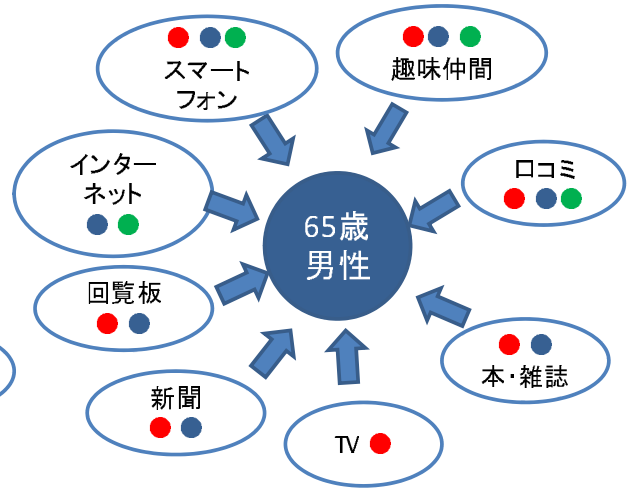 スマート
フォン
趣味仲間
インター
ネット
口コミ
65歳
男性
回覧板
本・雑誌
新聞
TV